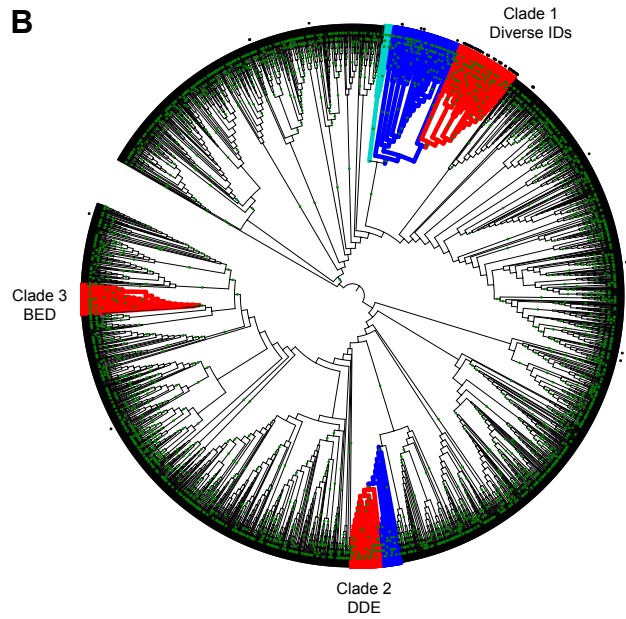 B
Clade 1
Diverse IDs
Clade 3
BED
Clade 2
DDE